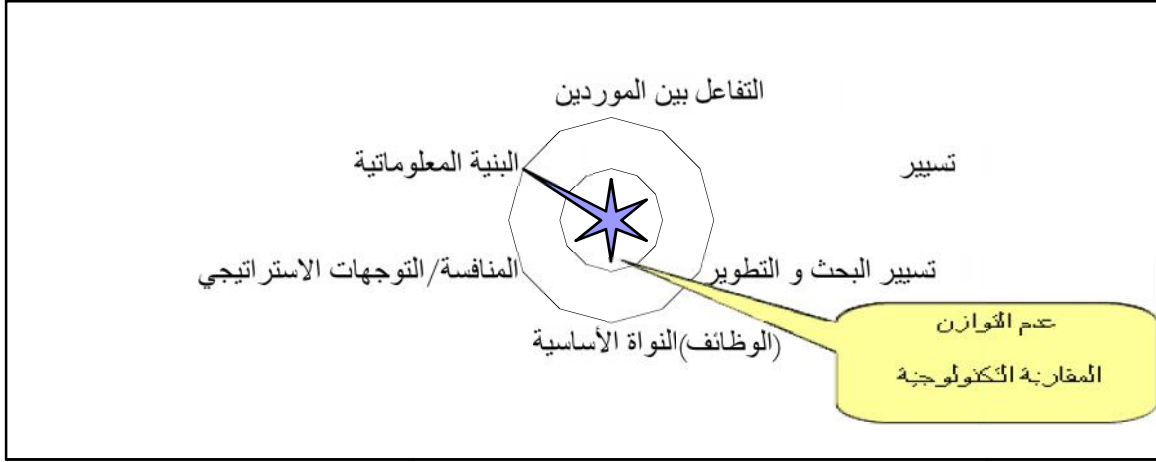 التفاعل بين الموردين
تسيير
البنية المعلوماتية
تسيير البحث و التطوير
المنافسة/التوجهات الاستراتيجي
(الوظائف)النواة الأساسية
عدم التوازن
المقاربة التكنولوجية